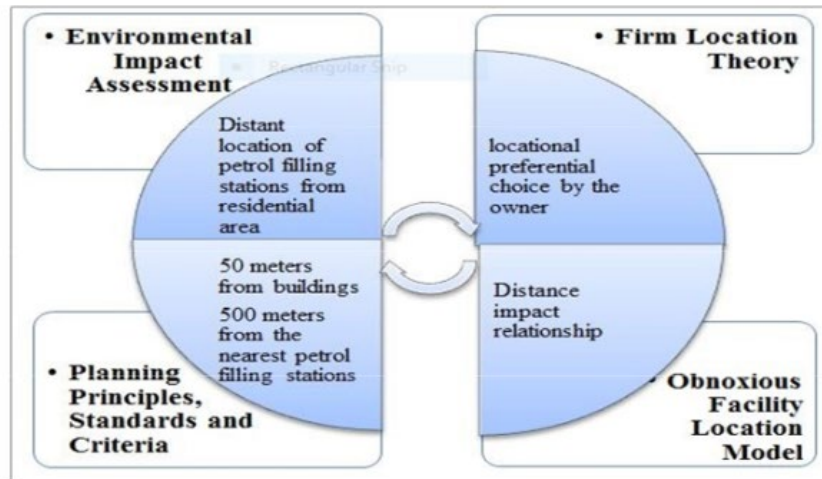 • Environmental
Impact
Assessment
Rectangular Snip
Distant
location of
petrol filling
stations from
residential
area
• Firm Location
Theory
locational
preferential
choice by the
owner
50 meters
from buildings
500 meters
from the
nearest petrol
filling stations
• Planning
Principles,
Standards and
Criteria
Distance
impact
relationship
• Obnoxious
Facility
Location
Model